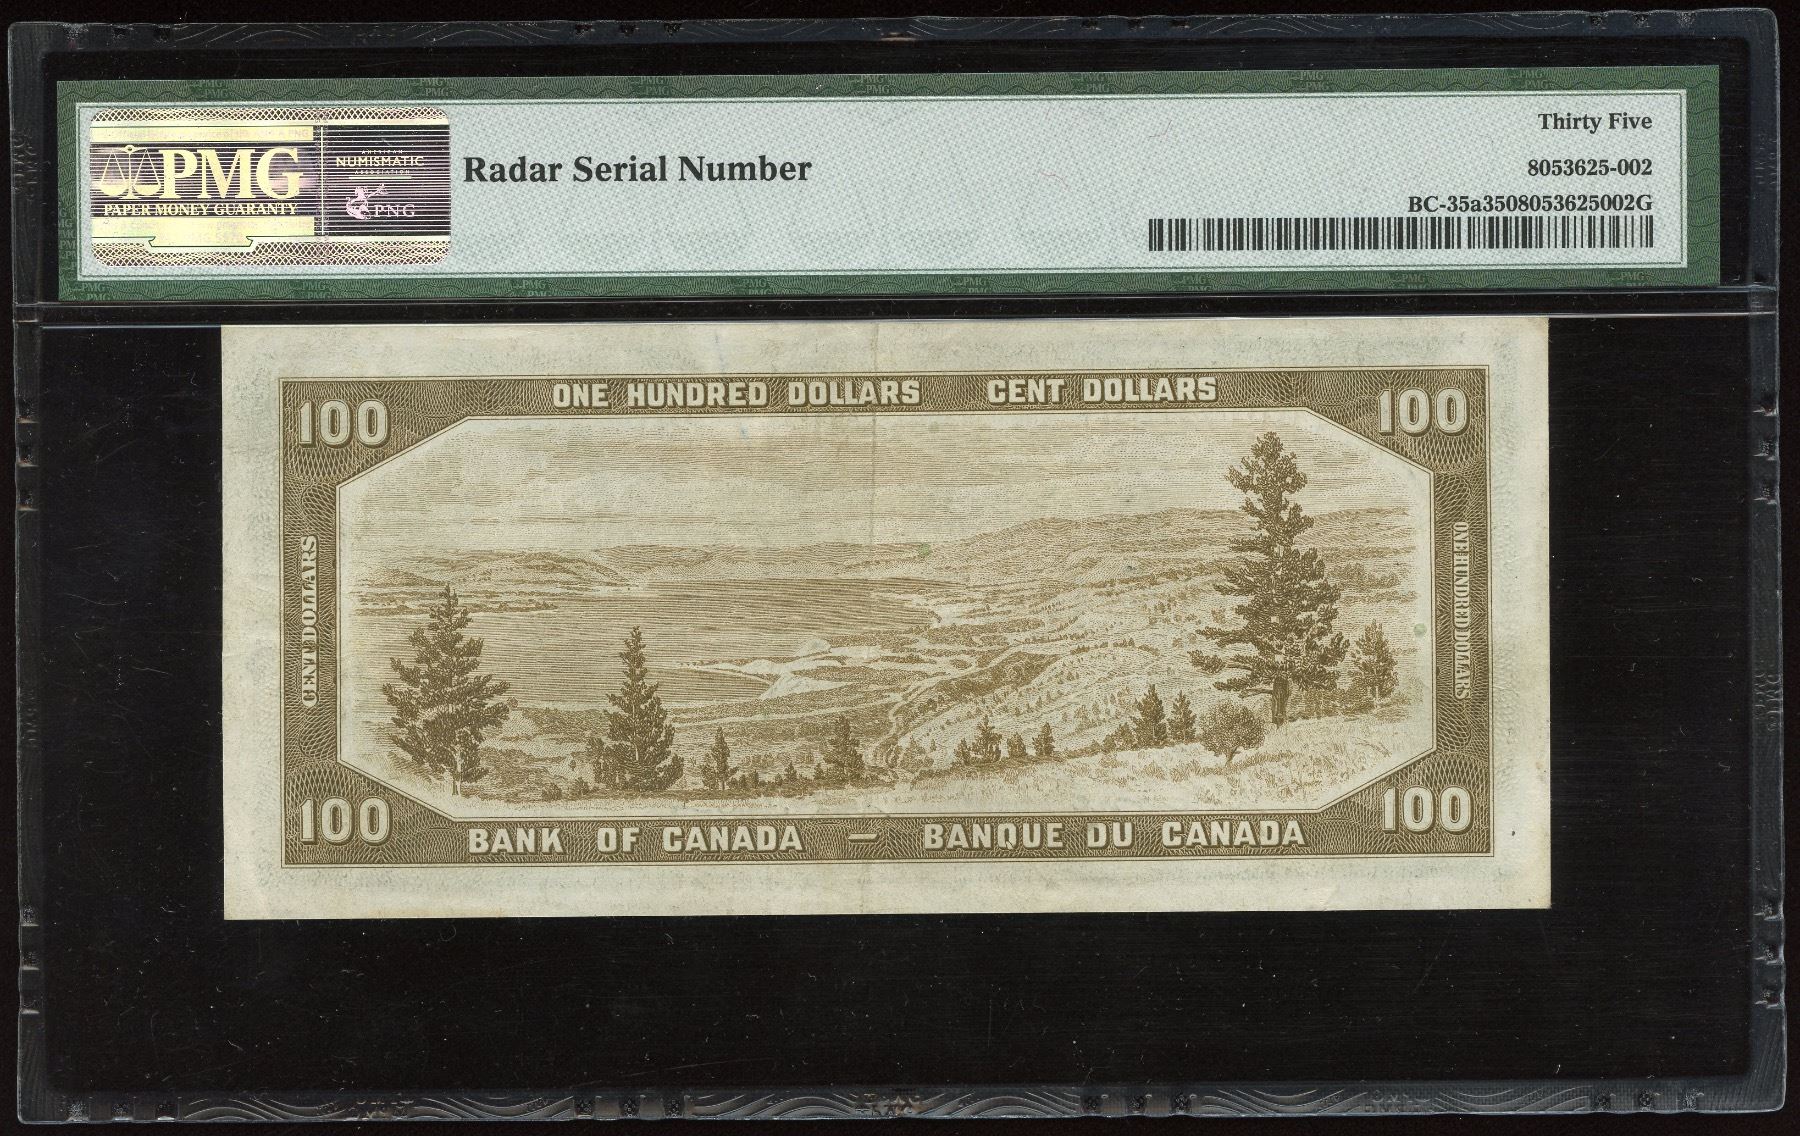 PMG
PAPER MONEY GUARANTY
AMERICAN
NUMISMATIC
ASSOCIATION
PNG
Radar Serial Number
Thirty Five
8053625-002
BC-35a3508053625002G
ONE HUNDRED DOLLARS CENT DOLLARS
100 100
CENT DOLLARS
ONE HUNDRED DOLLARS
100 100
BANK OF CANADA — BANQUE DU CANADA